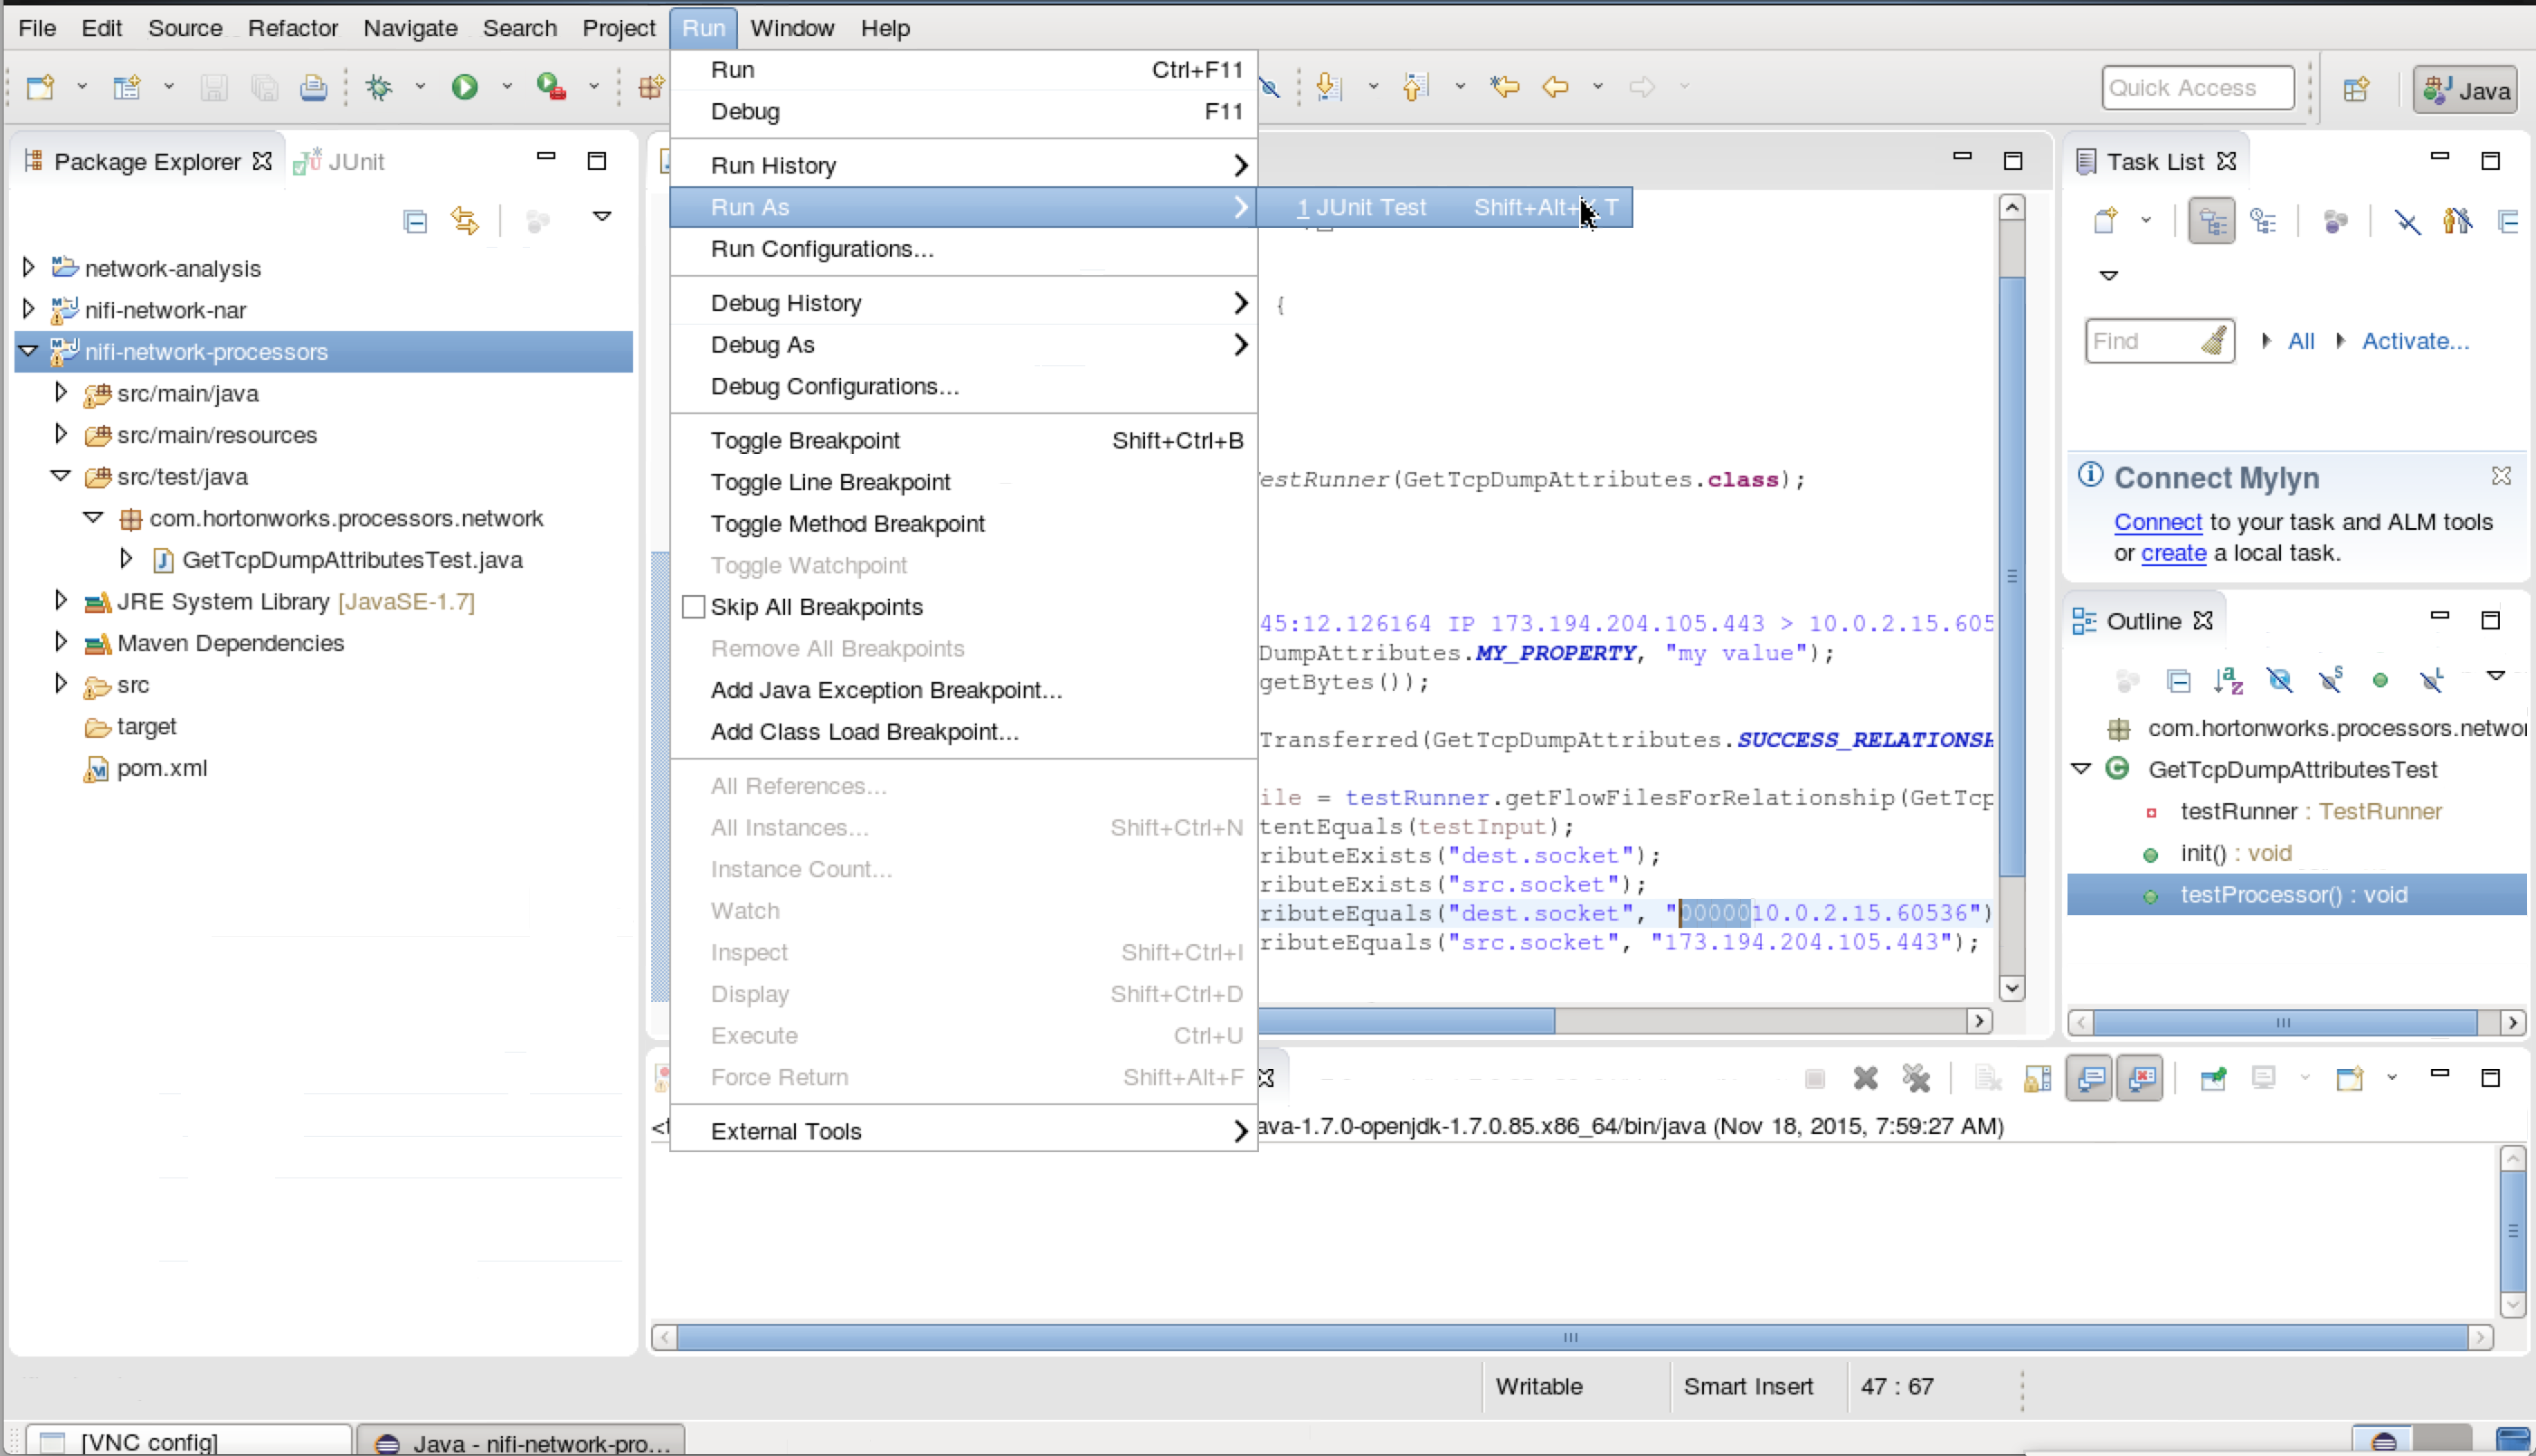 File Edit Source Refactor Navigate Search Project Run Window Help
Quick Access
Java
Package Explorer
JUnit
network-analysis
nifi-network-nar
nifi-network-processors
src/main/java
src/main/resources
src/test/java
com.hortonworks.processors.network
GetTcpDumpAttributesTest.java
JRE System Library [JavaSE-1.7]
Maven Dependencies
src
target
pom.xml
Run Ctrl+F11
Debug F11
Run History
Run As
1 JUnit Test Shift+Alt+ T
Run Configurations...
Debug History
Debug As
Debug Configurations...
Toggle Breakpoint Shift+Ctrl+B
Toggle Line Breakpoint
Toggle Method Breakpoint
Toggle Watchpoint
Skip All Breakpoints
Remove All Breakpoints
Add Java Exception Breakpoint...
Add Class Load Breakpoint...
All References...
All Instances... Shift+Ctrl+N
Instance Count...
Watch
Inspect Shift+Ctrl+I
Display Shift+Ctrl+D
Execute Ctrl+U
Force Return Shift+Alt+F
External Tools
{
estRunner(GetTcpDumpAttributes.class);
45:12.126164 IP 173.194.204.105.443 > 10.0.2.15.605
DumpAttributes.MY_PROPERTY, "my value");
getBytes());
Transferred(GetTcpDumpAttributes.SUCCESS_RELATIONSH
ile = testRunner.getFlowFilesForRelationship(GetTcp
tentEquals(testInput);
ributeExists("dest.socket");
ributeExists("src.socket");
ributeEquals("dest.socket", "0000010.0.2.15.60536")
ributeEquals("src.socket", "173.194.204.105.443");
ava-1.7.0-openjdk-1.7.0.85.x86_64/bin/java (Nov 18, 2015, 7:59:27 AM)
Task List
Find
All
Activate...
Connect Mylyn
Connect to your task and ALM tools
or create a local task.
Outline
com.hortonworks.processors.networ
GetTcpDumpAttributesTest
testRunner : TestRunner
init() : void
testProcessor() : void
Writable
Smart Insert
47 : 67
[VNC config]
Java - nifi-network-pro...